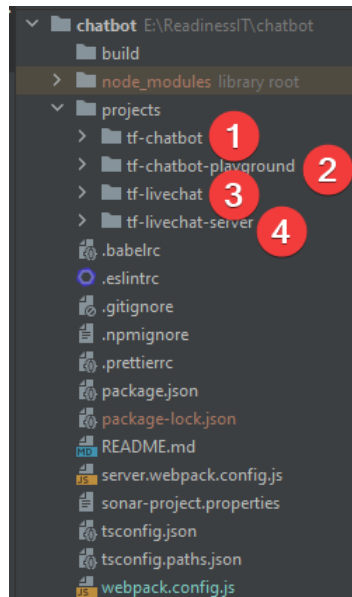 chatbot E:\ReadinessIT\chatbot
build
node_modules library root
projects
tf-chatbot 1
tf-chatbot-playground 2
tf-livechat 3
tf-livechat-server 4
.babelrc
.eslintrc
.gitignore
.npmignore
.prettierrc
package.json
package-lock.json
MD README.md
JS server.webpack.config.js
sonar-project.properties
tsconfig.json
tsconfig.paths.json
JS webpack.config.js